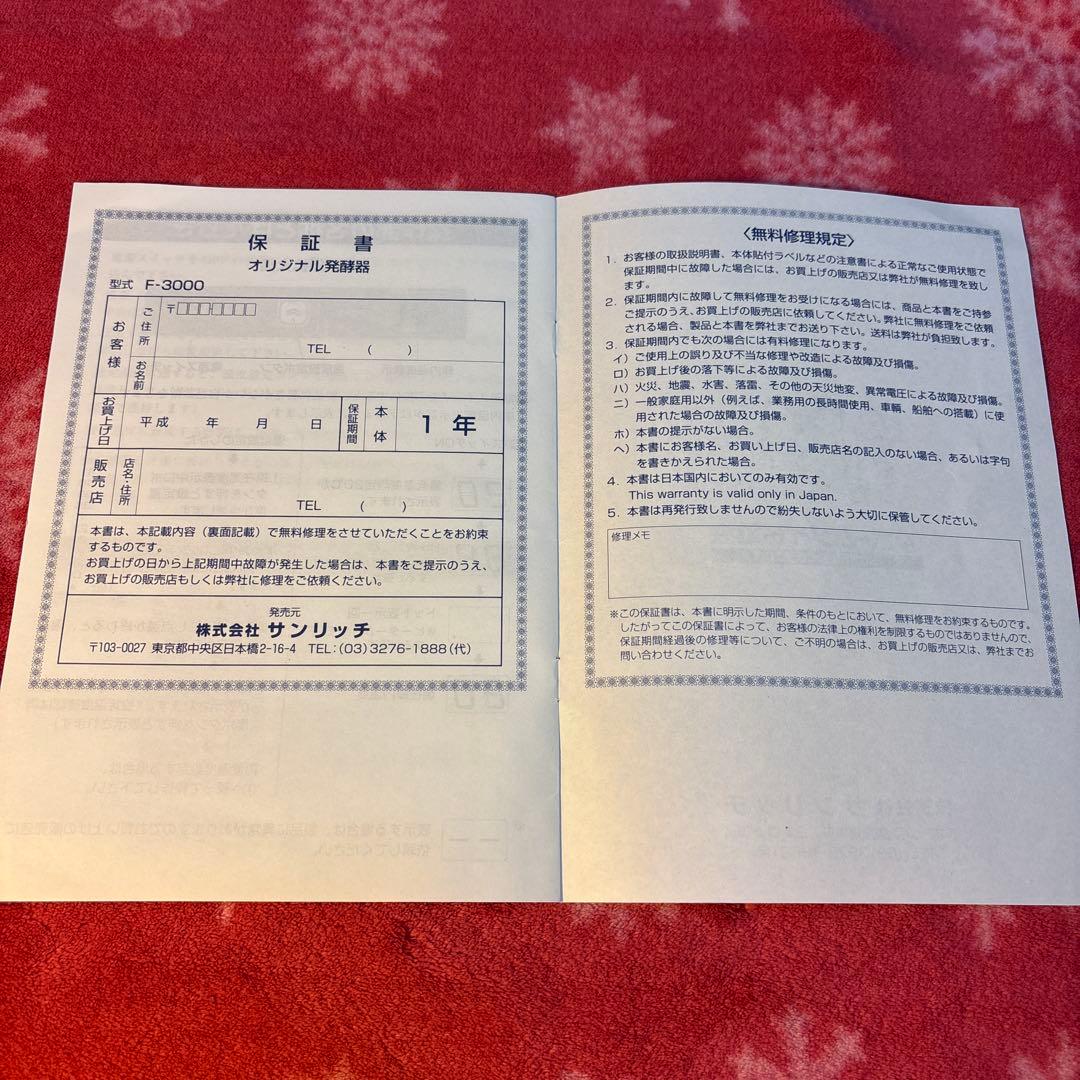 保証書
オリジナル発酵器
型式 F-3000
お客様
ご住所
〒
TEL ( )
お名前
お買上げ日
平成 年 月 日
保証期間
本体
1年
販売店
店名・住所
TEL ( )
本書は、本記載内容（裏面記載）で無料修理をさせていただくことをお約束
するものです。
お買上げの日から上記期間中故障が発生した場合は、本書をご提示のうえ、
お買上げの販売店もしくは弊社に修理をご依頼ください。
発売元
株式会社 サンリッチ
〒103-0027 東京都中央区日本橋2-16-4 TEL:(03)3276-1888(代)
〈無料修理規定〉
1．お客様の取扱説明書、本体貼付ラベルなどの注意書による正常なご使用状態で
保証期間中に故障した場合には、お買上げの販売店又は弊社が無料修理を致し
ます。
2．保証期間内に故障して無料修理をお受けになる場合には、商品と本書をご持参
ご提示のうえ、お買上げの販売店に依頼してください。弊社に無料修理をご依頼
される場合、製品と本書を弊社までお送り下さい。送料は弊社が負担致します。
3．保証期間内でも次の場合には有料修理になります。
イ）ご使用上の誤り及び不当な修理や改造による故障及び損傷。
ロ）お買上げ後の落下等による故障及び損傷。
ハ）火災、地震、水害、落雷、その他の天災地変、異常電圧による故障及び損傷。
ニ）一般家庭用以外（例えば、業務用の長時間使用、車輌、船舶への搭載）に使
用された場合の故障及び損傷。
ホ）本書の提示がない場合。
ヘ）本書にお客様名、お買い上げ日、販売店名の記入のない場合、あるいは字句
を書きかえられた場合。
4．本書は日本国内においてのみ有効です。
This warranty is valid only in Japan.
5．本書は再発行致しませんので紛失しないよう大切に保管してください。
修理メモ
※この保証書は、本書に明示した期間、条件のもとにおいて、無料修理をお約束するものです。
したがってこの保証書によって、お客様の法律上の権利を制限するものではありませんので、
保証期間経過後の修理等について、ご不明の場合は、お買上げの販売店又は、弊社までお
問い合わせください。